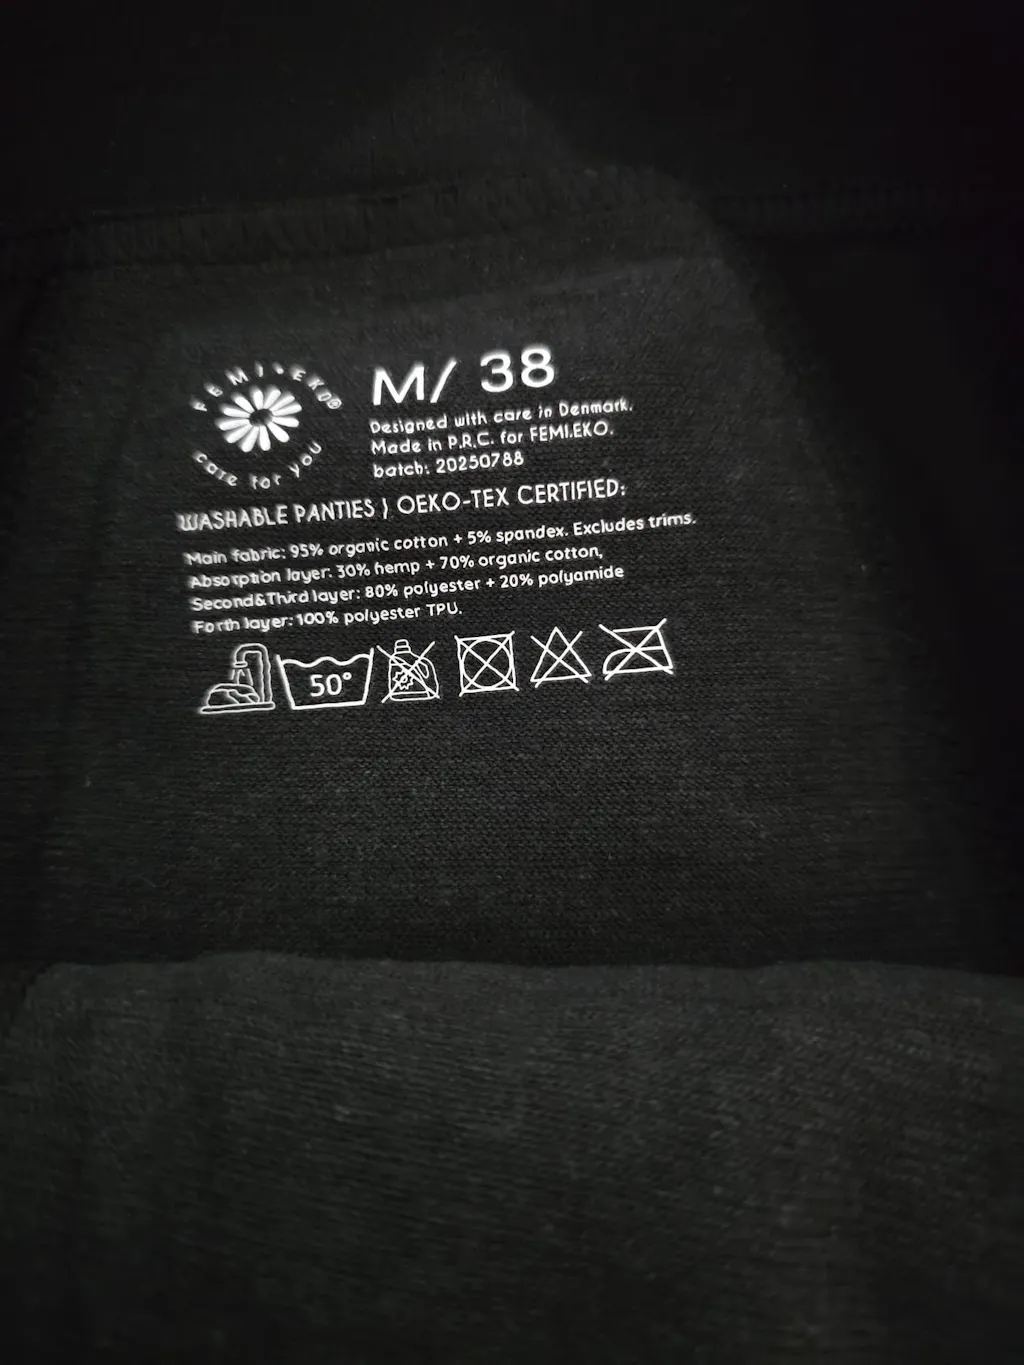 FEMI.EKO®
care for you
M/ 38
Designed with care in Denmark.
Made in P.R.C. for FEMI.EKO.
batch: 20250788
WASHABLE PANTIES } OEKO-TEX CERTIFIED:
Main fabric: 95% organic cotton + 5% spandex. Excludes trims.
Absorption layer: 30% hemp + 70% organic cotton,
Second&Third layer: 80% polyester + 20% polyamide
Forth layer: 100% polyester TPU.
50°